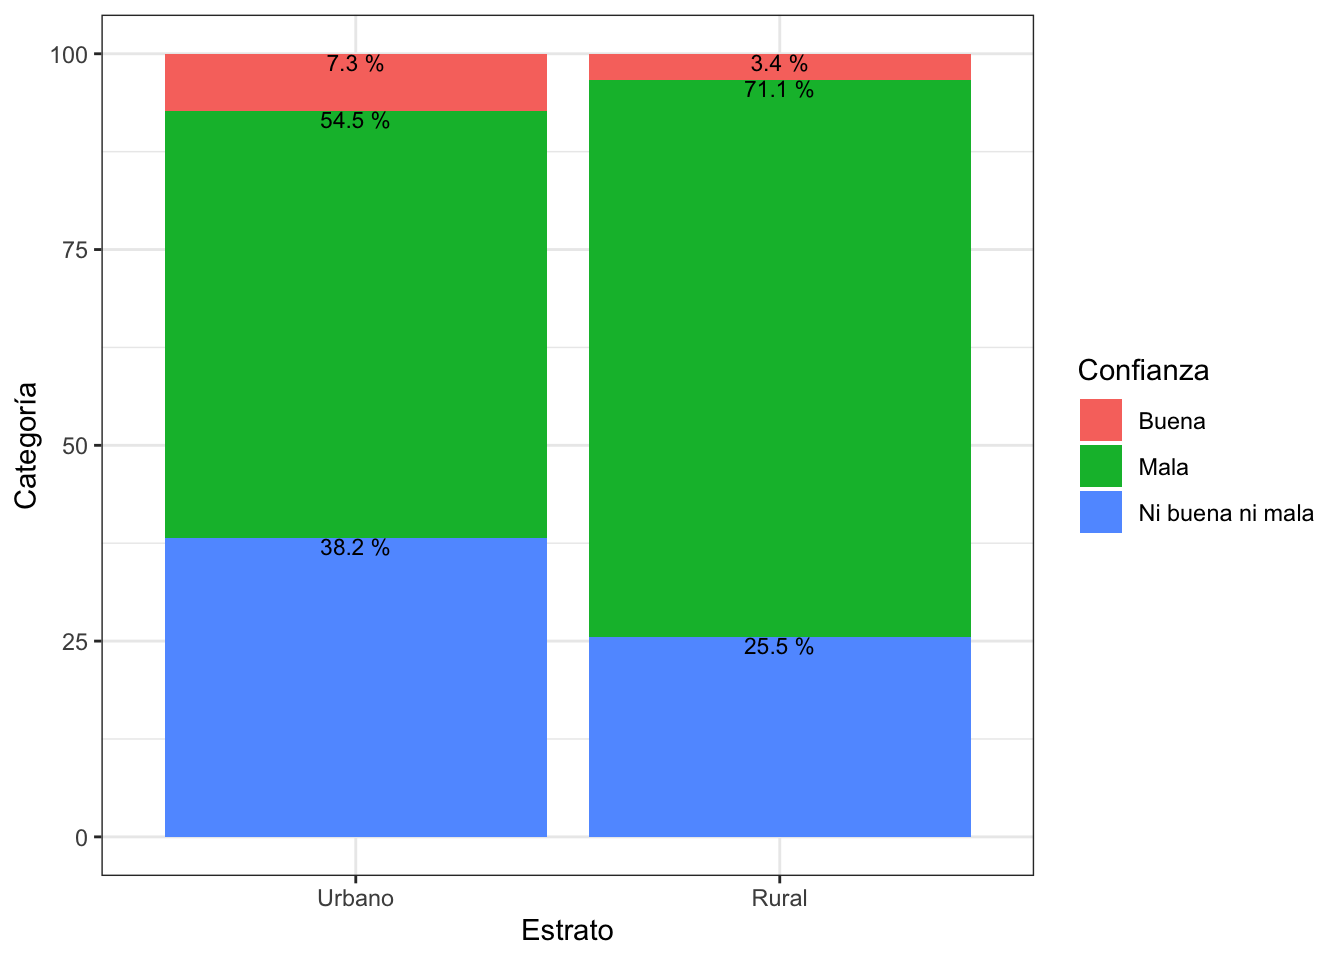 100
75
50
25
0
Categoría
7.3 %
54.5 %
38.2 %
3.4 %
71.1 %
25.5 %
Urbano
Rural
Estrato
Confianza
Buena
Mala
Ni buena ni mala